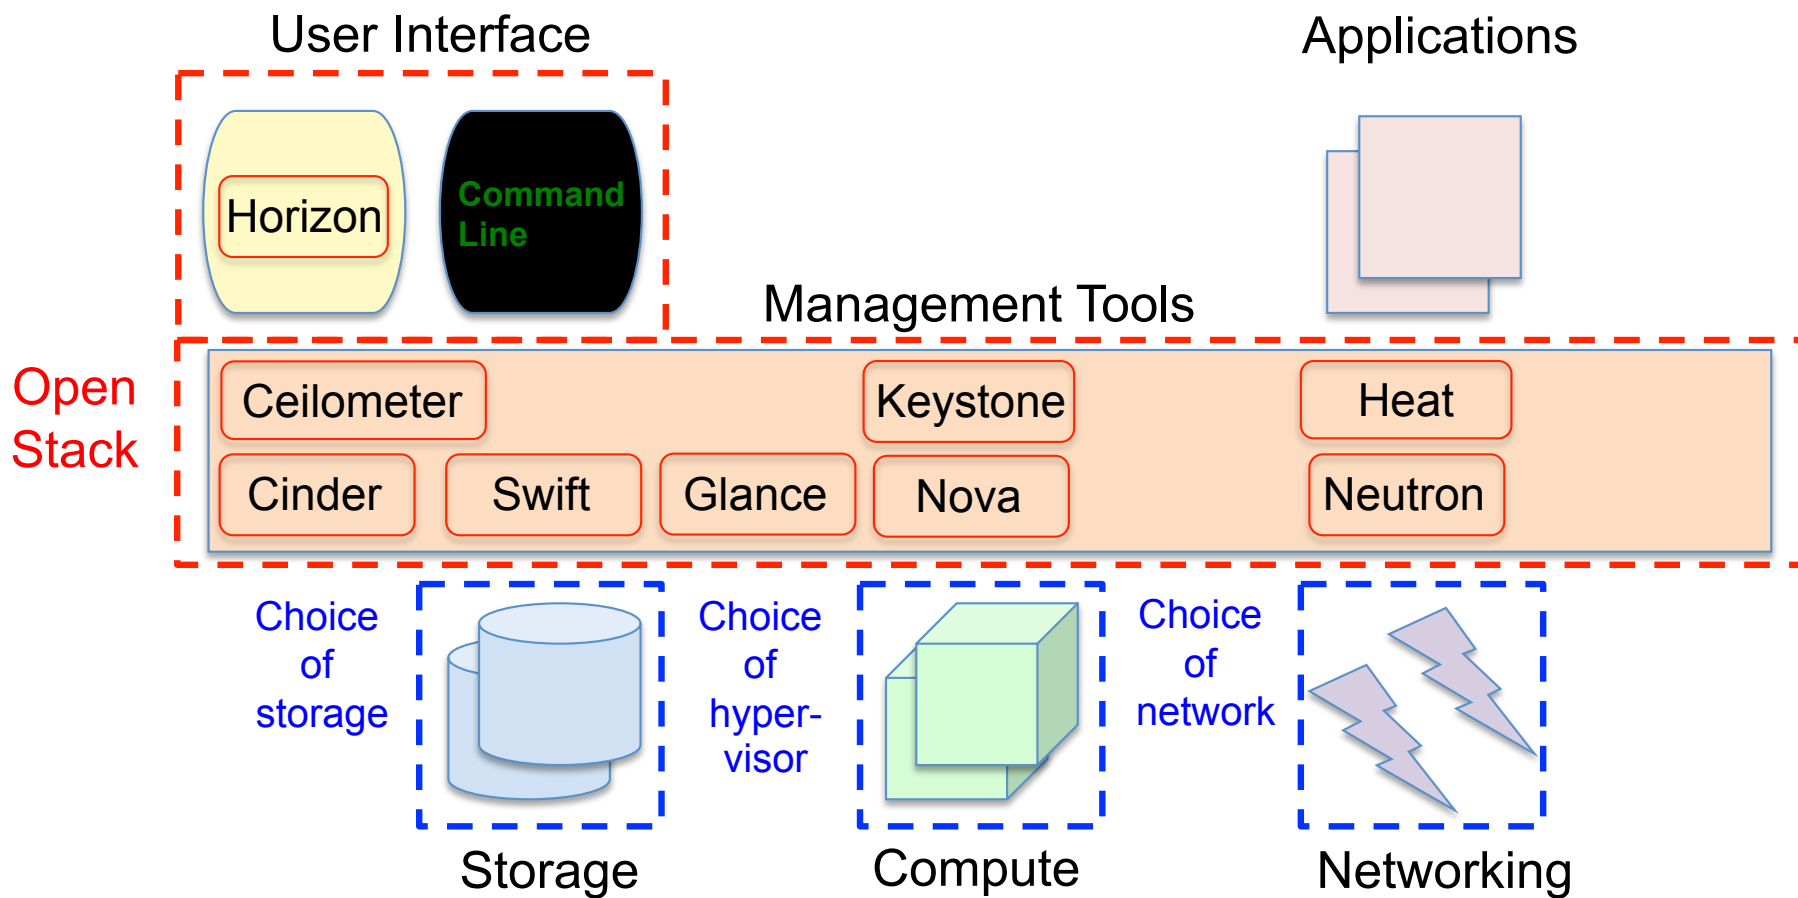 User Interface
Applications
Horizon
Command
Line
Management Tools
Open
Stack
Ceilometer
Keystone
Heat
Cinder
Swift
Glance
Nova
Neutron
Choice
of
storage
Choice
of
hyper-
visor
Choice
of
network
Storage
Compute
Networking